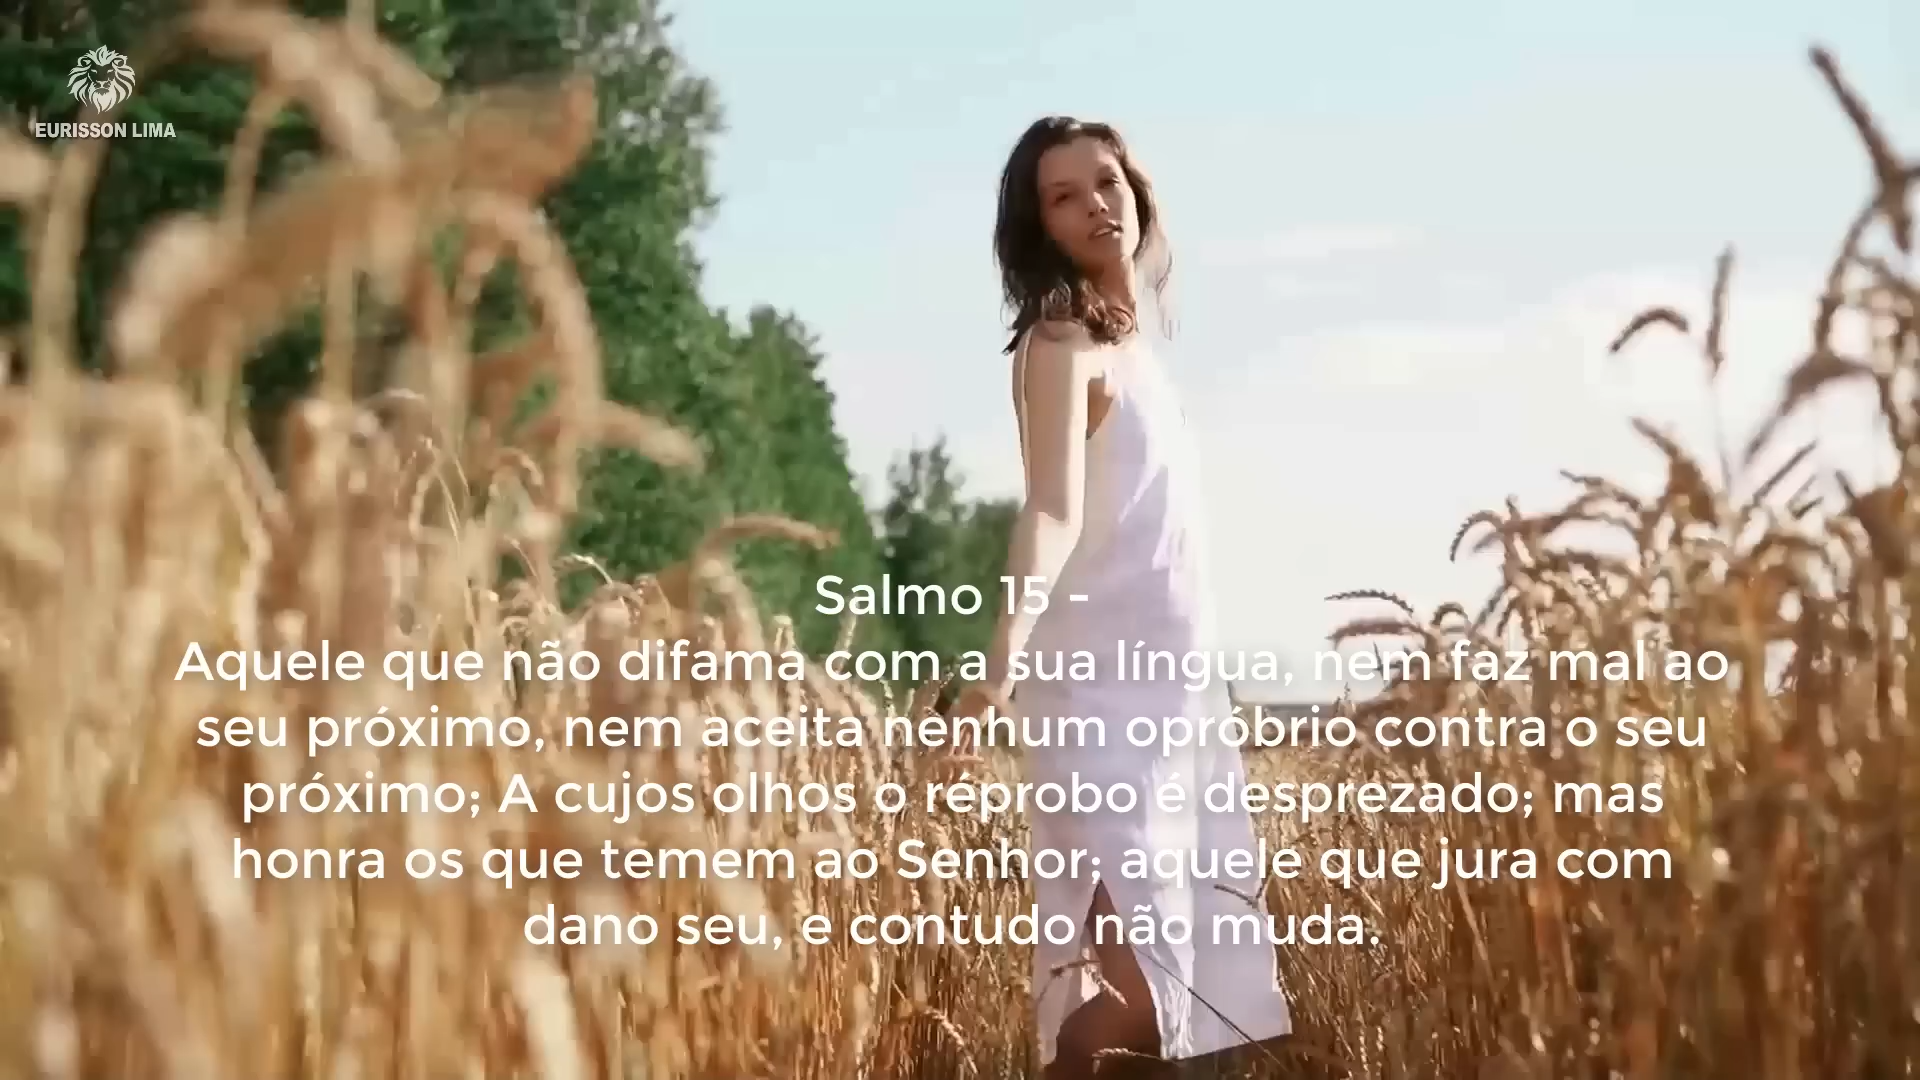 EURISSON LIMA
Salmo 15 -
Aquele que não difama com a sua língua, nem faz mal ao
seu próximo, nem aceita nenhum opróbrio contra o seu
próximo; A cujos olhos o réprobo é desprezado; mas
honra os que temem ao Senhor; aquele que jura com
dano seu, e contudo não muda.